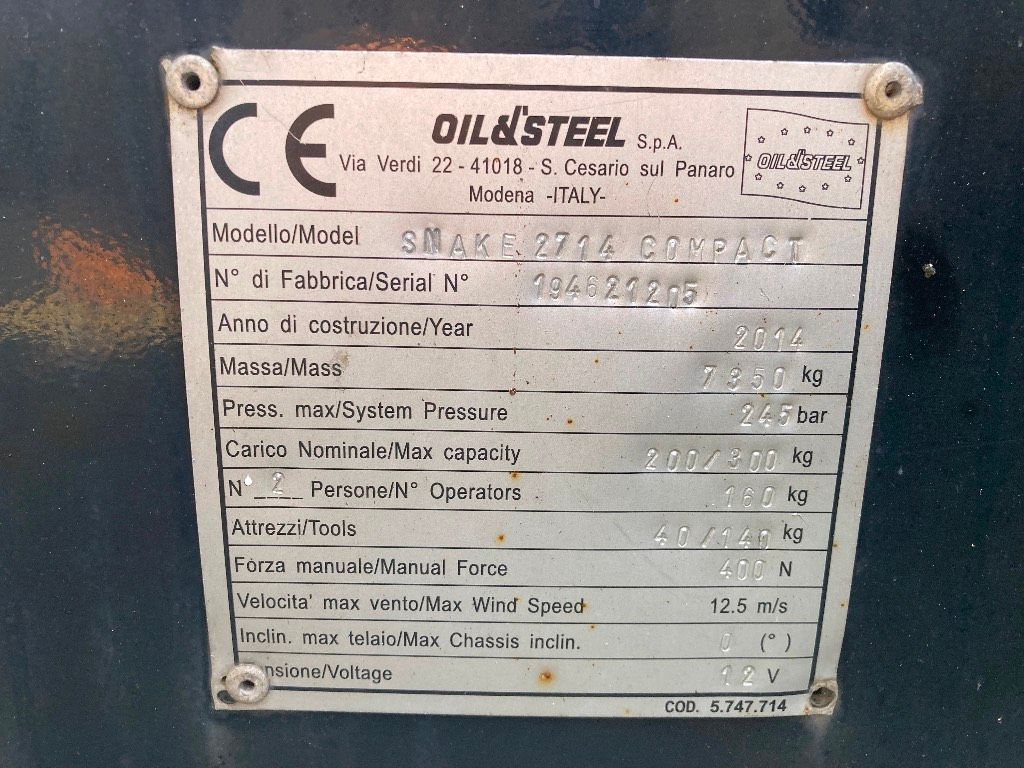 CE OIL&STEEL S.p.A.
Via Verdi 22 - 41018 - S. Cesario sul Panaro
Modena -ITALY-
OIL&STEEL
Modello/Model SNAKE 2714 COMPACT
N° di Fabbrica/Serial N° 194621205
Anno di costruzione/Year 2014
Massa/Mass 7350 kg
Press. max/System Pressure 245 bar
Carico Nominale/Max capacity 200/300 kg
N° 2 Persone/N° Operators 160 kg
Attrezzi/Tools 40/140 kg
Forza manuale/Manual Force 400 N
Velocita' max vento/Max Wind Speed 12.5 m/s
Inclin. max telaio/Max Chassis inclin. 0 (°)
nsione/Voltage 12 V
COD. 5.747.714